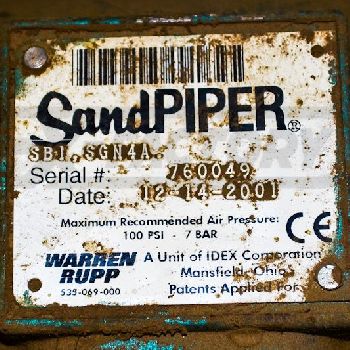 SandPIPER®
SB1, SGN4A.
Serial #: 760049
Date: 12-14-2001
Maximum Recommended Air Pressure:
100 PSI - 7 BAR
CE
WARREN RUPP
A Unit of IDEX Corporation
Mansfield, Ohio
Patents Applied For
535-069-000